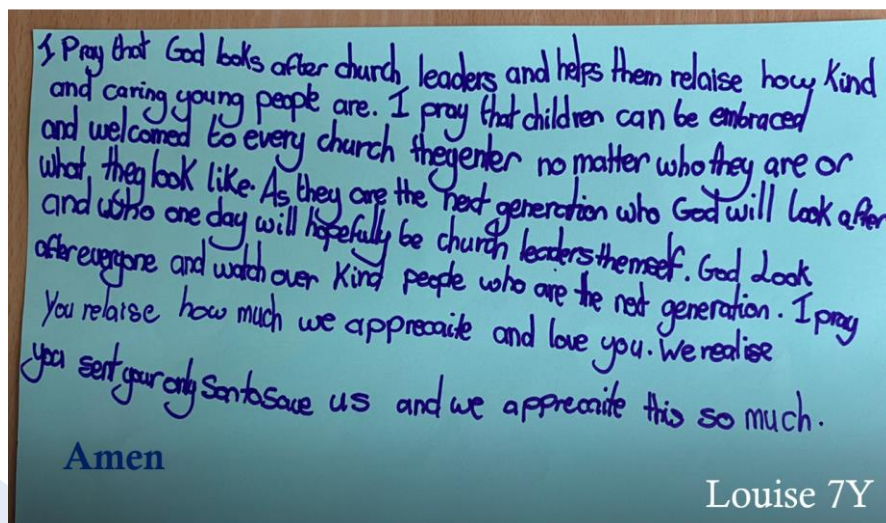 I Pray that God looks after church leaders and helps them relaise how Kind
and caring young people are. I pray that children can be embraced
and welcomed to every church theyenter no matter who they are or
what they look like. As they are the next generation who God will look after
and who one day will hopefully be church leaders themself. God Look
after everyone and watch over Kind people who are the next generation. I pray
You relaise how much we apprecaite and love you. We realise
you sent your only Son to Save us and we apprecaite this so much.
Amen
Louise 7Y